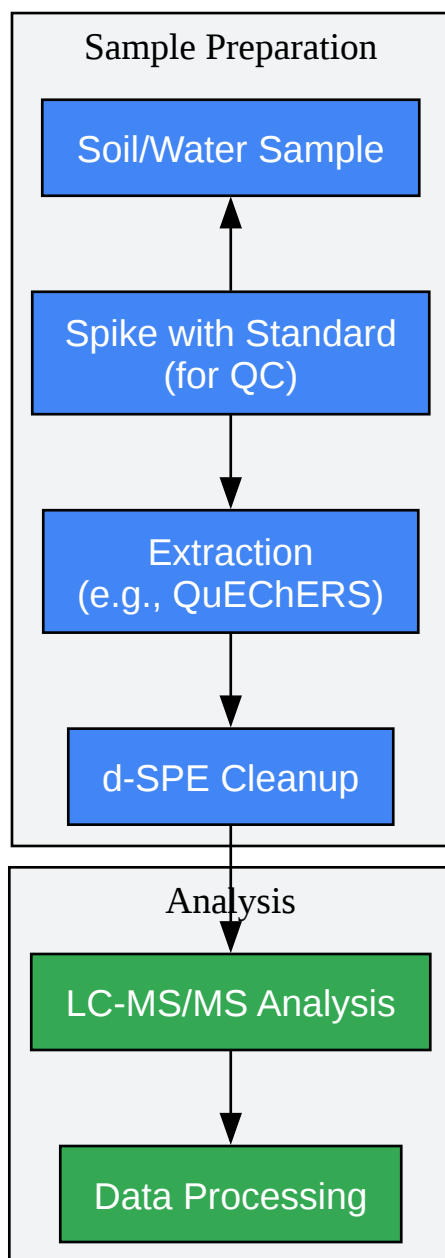 Sample Preparation
Soil/Water Sample
Spike with Standard
(for QC)
Extraction
(e.g., QuEChERS)
d-SPE Cleanup
Analysis
LC-MS/MS Analysis
Data Processing